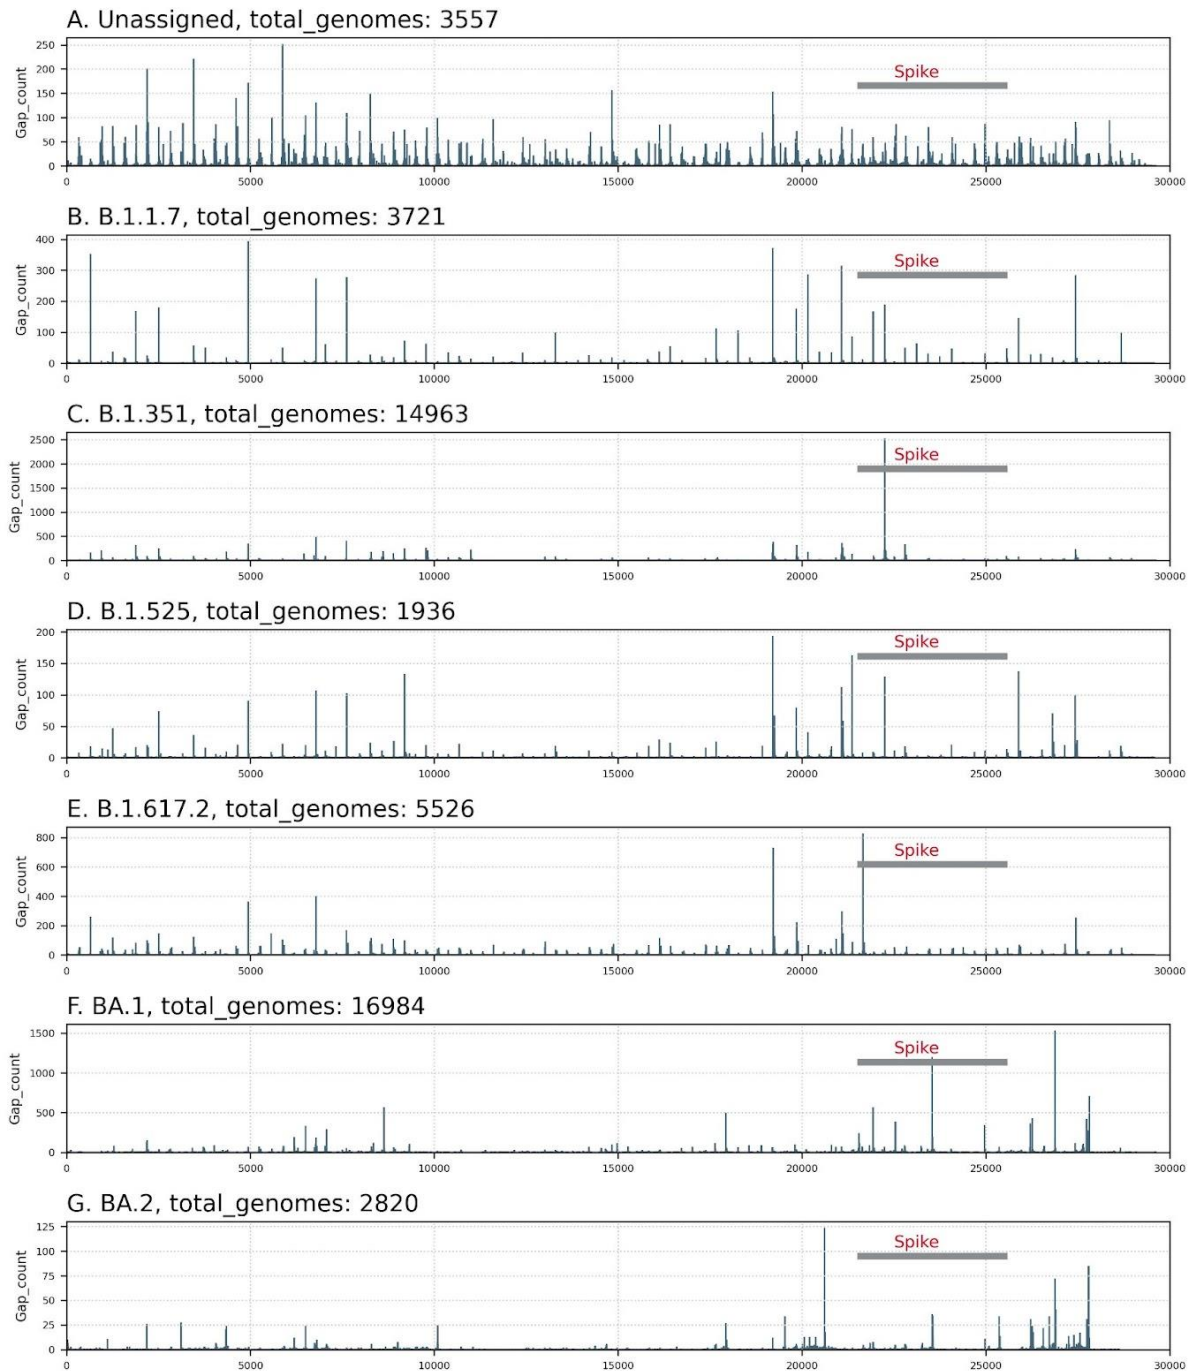 A. Unassigned, total_genomes: 3557
Gap_count
250
200
150
100
50
0
Spike
0 5000 10000 15000 20000 25000 30000
B. B.1.1.7, total_genomes: 3721
Gap_count
400
300
200
100
0
Spike
0 5000 10000 15000 20000 25000 30000
C. B.1.351, total_genomes: 14963
Gap_count
2500
2000
1500
1000
500
0
Spike
0 5000 10000 15000 20000 25000 30000
D. B.1.525, total_genomes: 1936
Gap_count
200
150
100
50
0
Spike
0 5000 10000 15000 20000 25000 30000
E. B.1.617.2, total_genomes: 5526
Gap_count
800
600
400
200
0
Spike
0 5000 10000 15000 20000 25000 30000
F. BA.1, total_genomes: 16984
Gap_count
1500
1000
500
0
Spike
0 5000 10000 15000 20000 25000 30000
G. BA.2, total_genomes: 2820
Gap_count
125
100
75
50
25
0
Spike
0 5000 10000 15000 20000 25000 30000